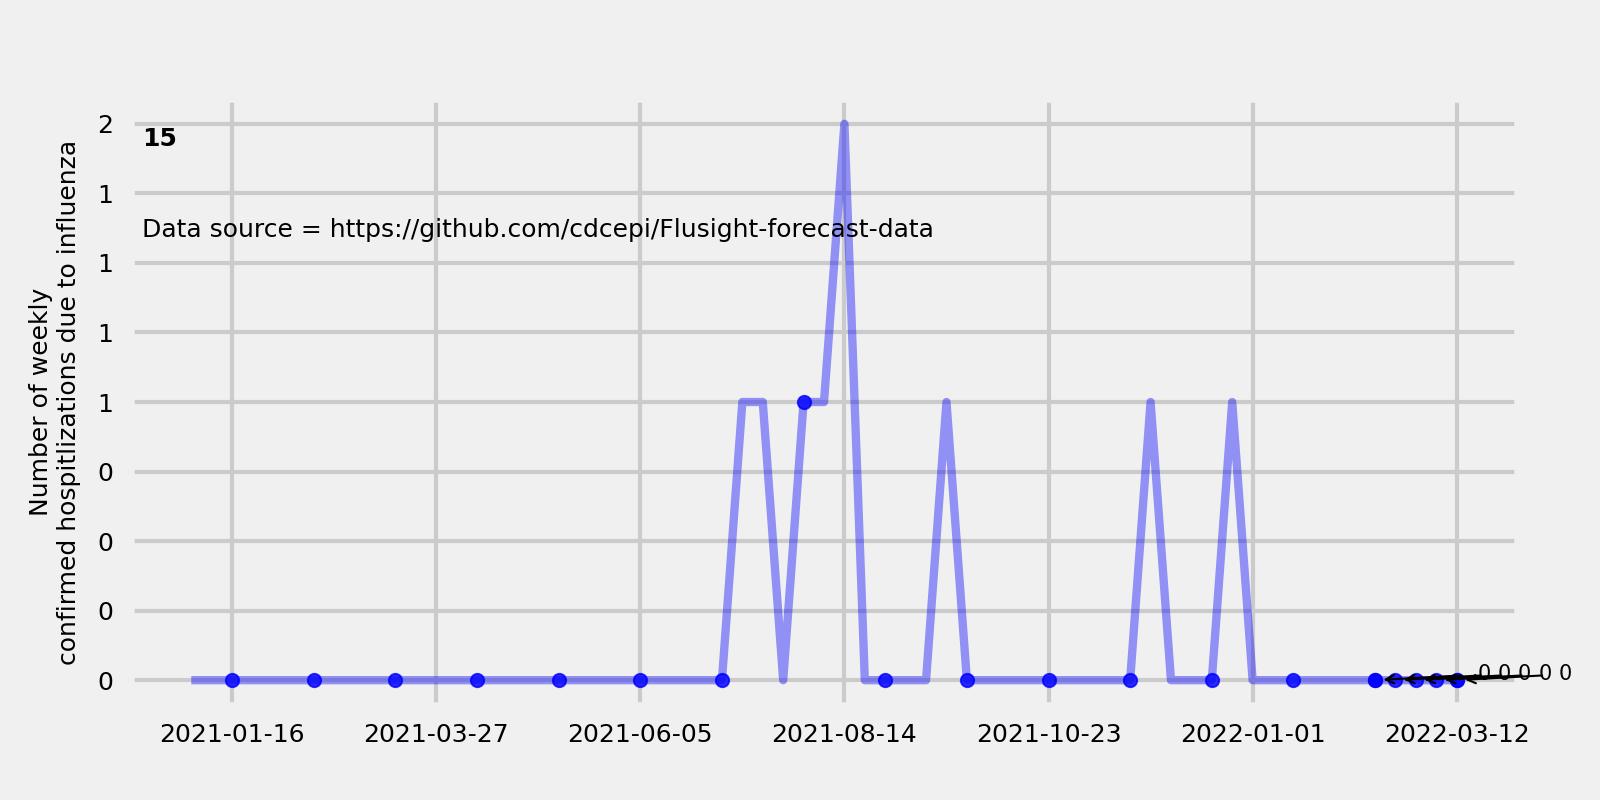 Number of weekly
confirmed hospitlizations due to influenza
2
1
1
1
1
0
0
0
0
15
Data source = https://github.com/cdcepi/Flusight-forecast-data
0 0 0 0 0
2021-01-16 2021-03-27 2021-06-05 2021-08-14 2021-10-23 2022-01-01 2022-03-12